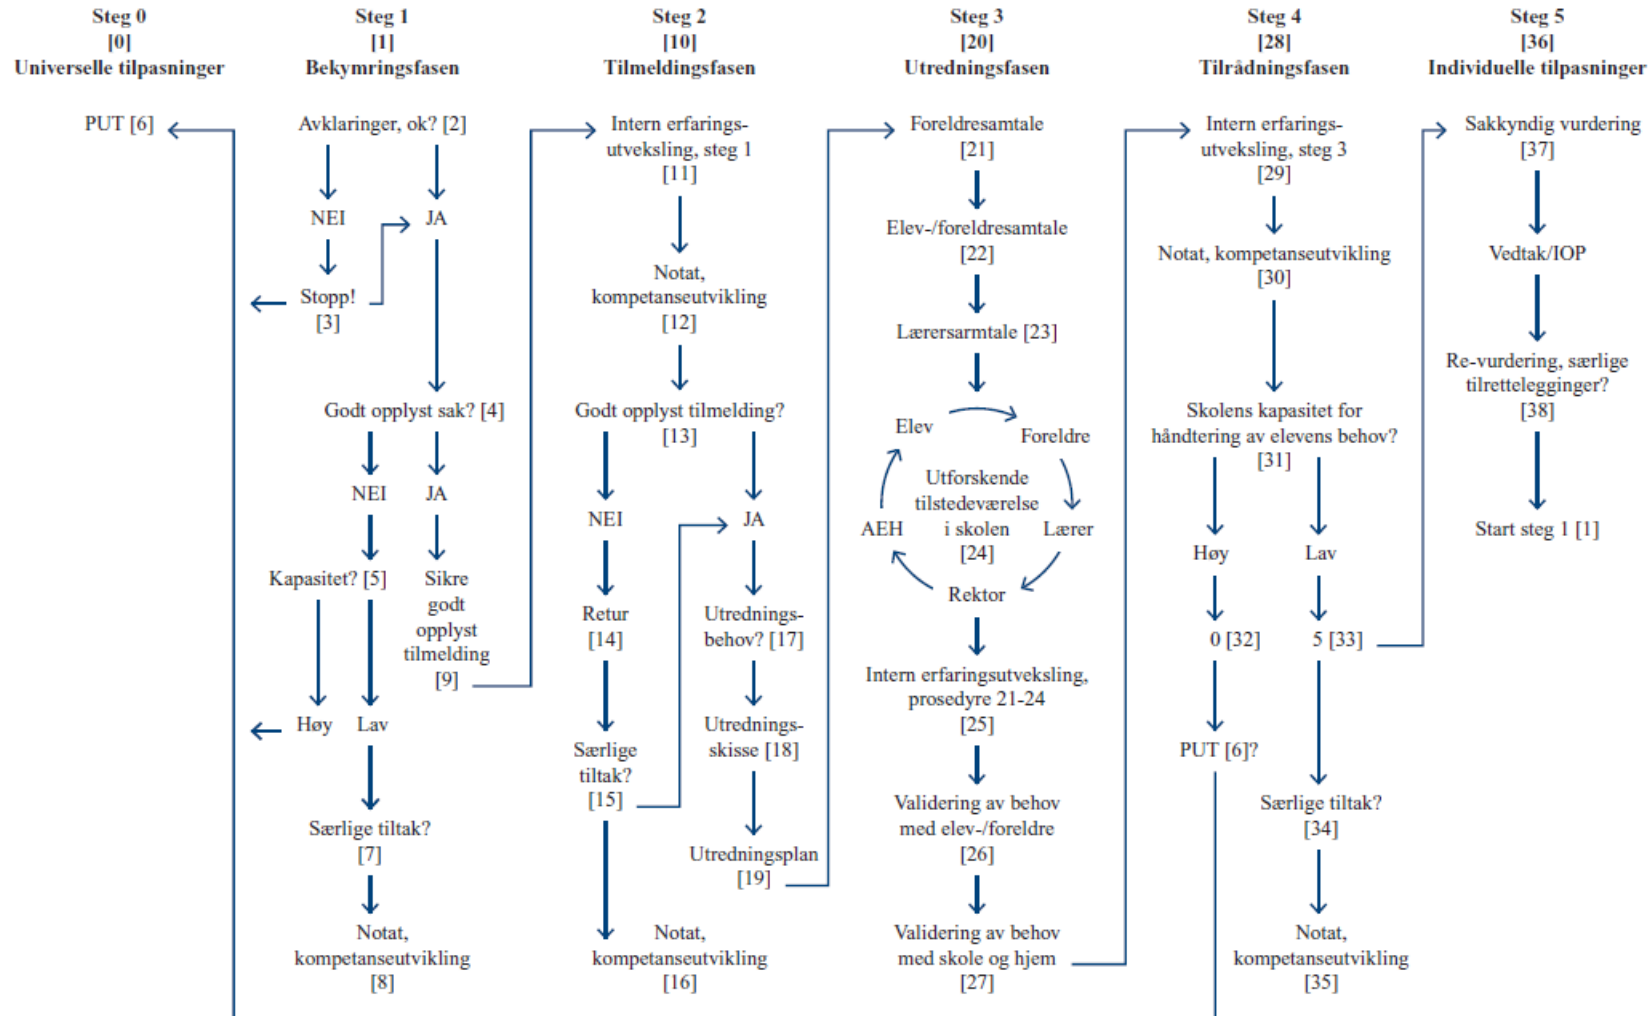 Steg 0
[0]
Universelle tilpasninger
PUT [6]
Steg 1
[1]
Bekymringsfasen
Avklaringer, ok? [2]
NEI
JA
Stopp!
[3]
Godt opplyst sak? [4]
NEI
JA
Kapasitet? [5]
Sikre
godt
opplyst
tilmelding
[9]
Høy
Lav
Særlige tiltak?
[7]
Notat,
kompetanseutvikling
[8]
Steg 2
[10]
Tilmeldingsfasen
Intern erfarings-
utveksling, steg 1
[11]
Notat,
kompetanseutvikling
[12]
Godt opplyst tilmelding?
[13]
NEI
JA
Retur
[14]
Utrednings-
behov? [17]
Særlige
tiltak?
[15]
Utrednings-
skisse [18]
Utredningsplan
[19]
Notat,
kompetanseutvikling
[16]
Steg 3
[20]
Utredningsfasen
Foreldresamtale
[21]
Elev-/foreldresamtale
[22]
Lærersarmtale [23]
Elev
Foreldre
Utforskende
tilstedeværelse
i skolen
[24]
AEH
Lærer
Rektor
Intern erfaringsutveksling,
prosedyre 21-24
[25]
Validering av behov
med elev-/foreldre
[26]
Validering av behov
med skole og hjem
[27]
Steg 4
[28]
Tilrådningsfasen
Intern erfarings-
utveksling, steg 3
[29]
Notat, kompetanseutvikling
[30]
Skolens kapasitet for
håndtering av elevens behov?
[31]
Høy
Lav
0 [32]
5 [33]
PUT [6]?
Særlige tiltak?
[34]
Notat,
kompetanseutvikling
[35]
Steg 5
[36]
Individuelle tilpasninger
Sakkyndig vurdering
[37]
Vedtak/IOP
Re-vurdering, særlige
tilrettelegginger?
[38]
Start steg 1 [1]